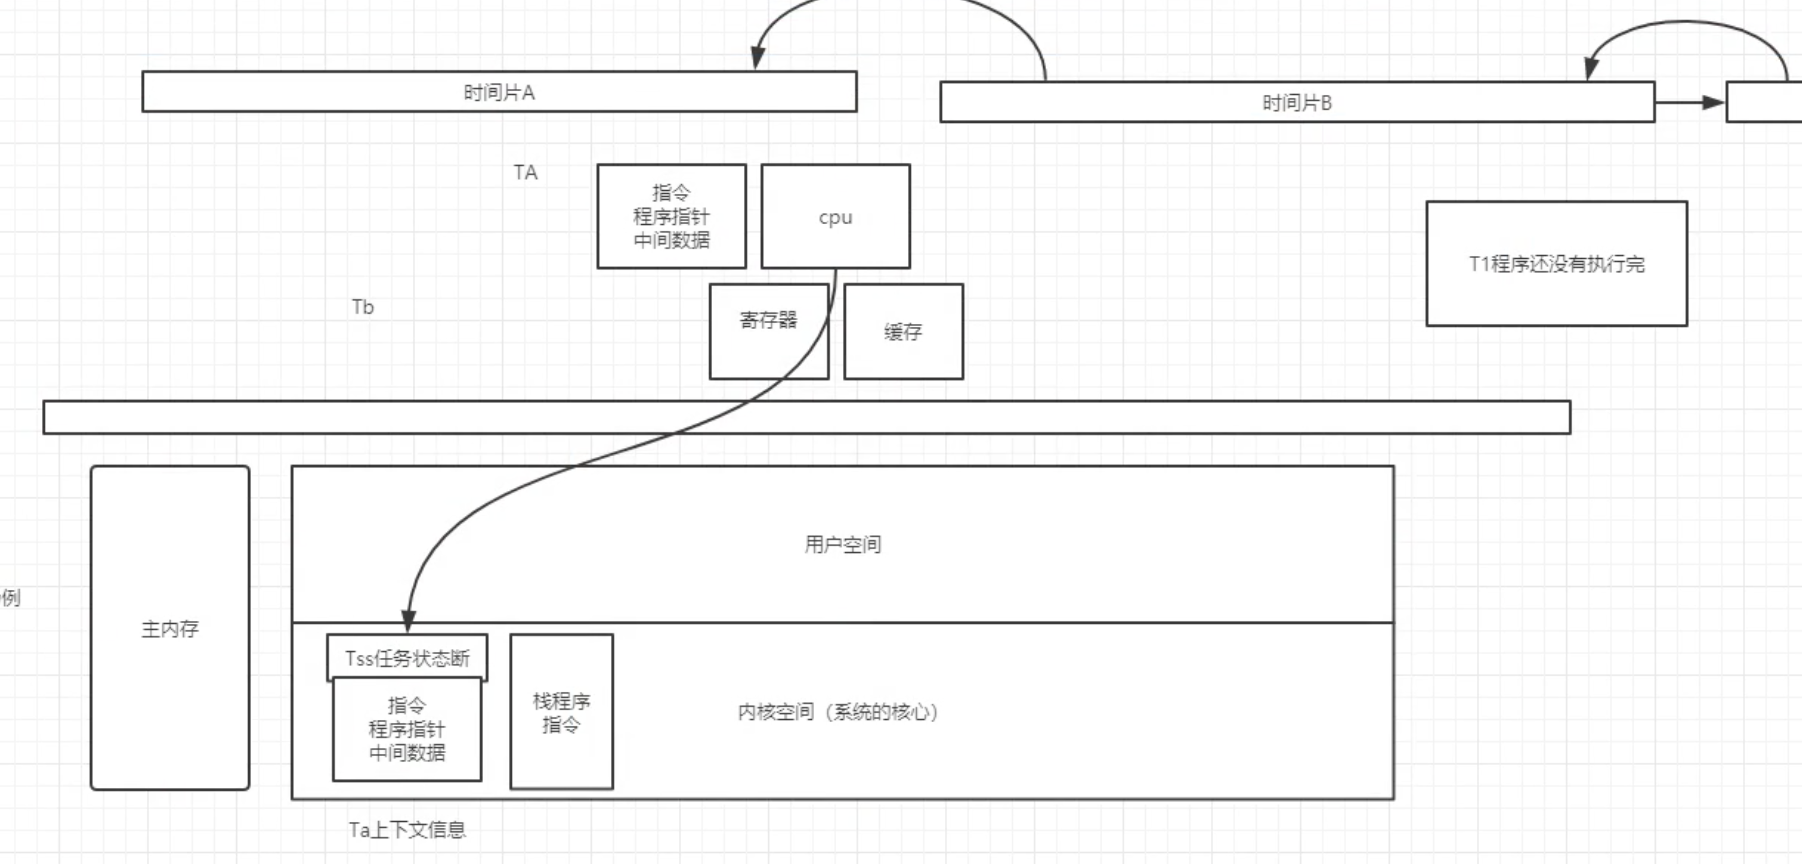 时间片A
时间片B
TA
指令
程序指针
中间数据
cpu
T1程序还没有执行完
Tb
寄存器
缓存
用户空间
例
主内存
Tss任务状态断
指令
程序指针
中间数据
栈程序
指令
内核空间（系统的核心）
Ta上下文信息